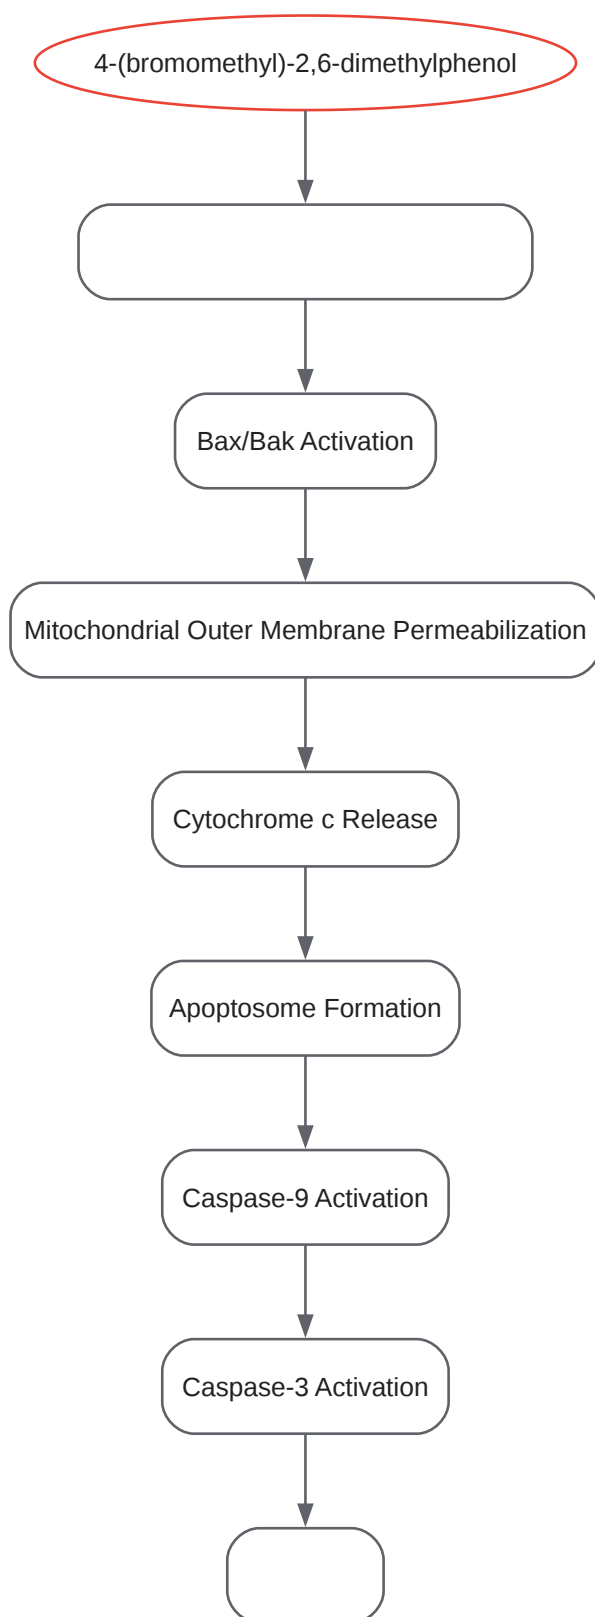 4-(bromomethyl)-2,6-dimethylphenol
Bax/Bak Activation
Mitochondrial Outer Membrane Permeabilization
Cytochrome c Release
Apoptosome Formation
Caspase-9 Activation
Caspase-3 Activation